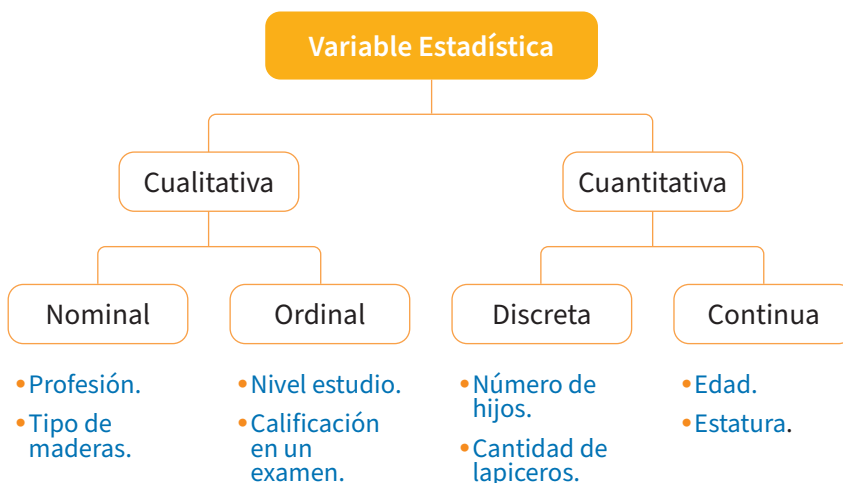 Variable Estadística
Cualitativa
Cuantitativa
Nominal
Ordinal
Discreta
Continua
•Profesión.
•Tipo de
maderas.
•Nivel estudio.
•Calificación
en un
examen.
•Número de
hijos.
•Cantidad de
lapiceros.
•Edad.
•Estatura.